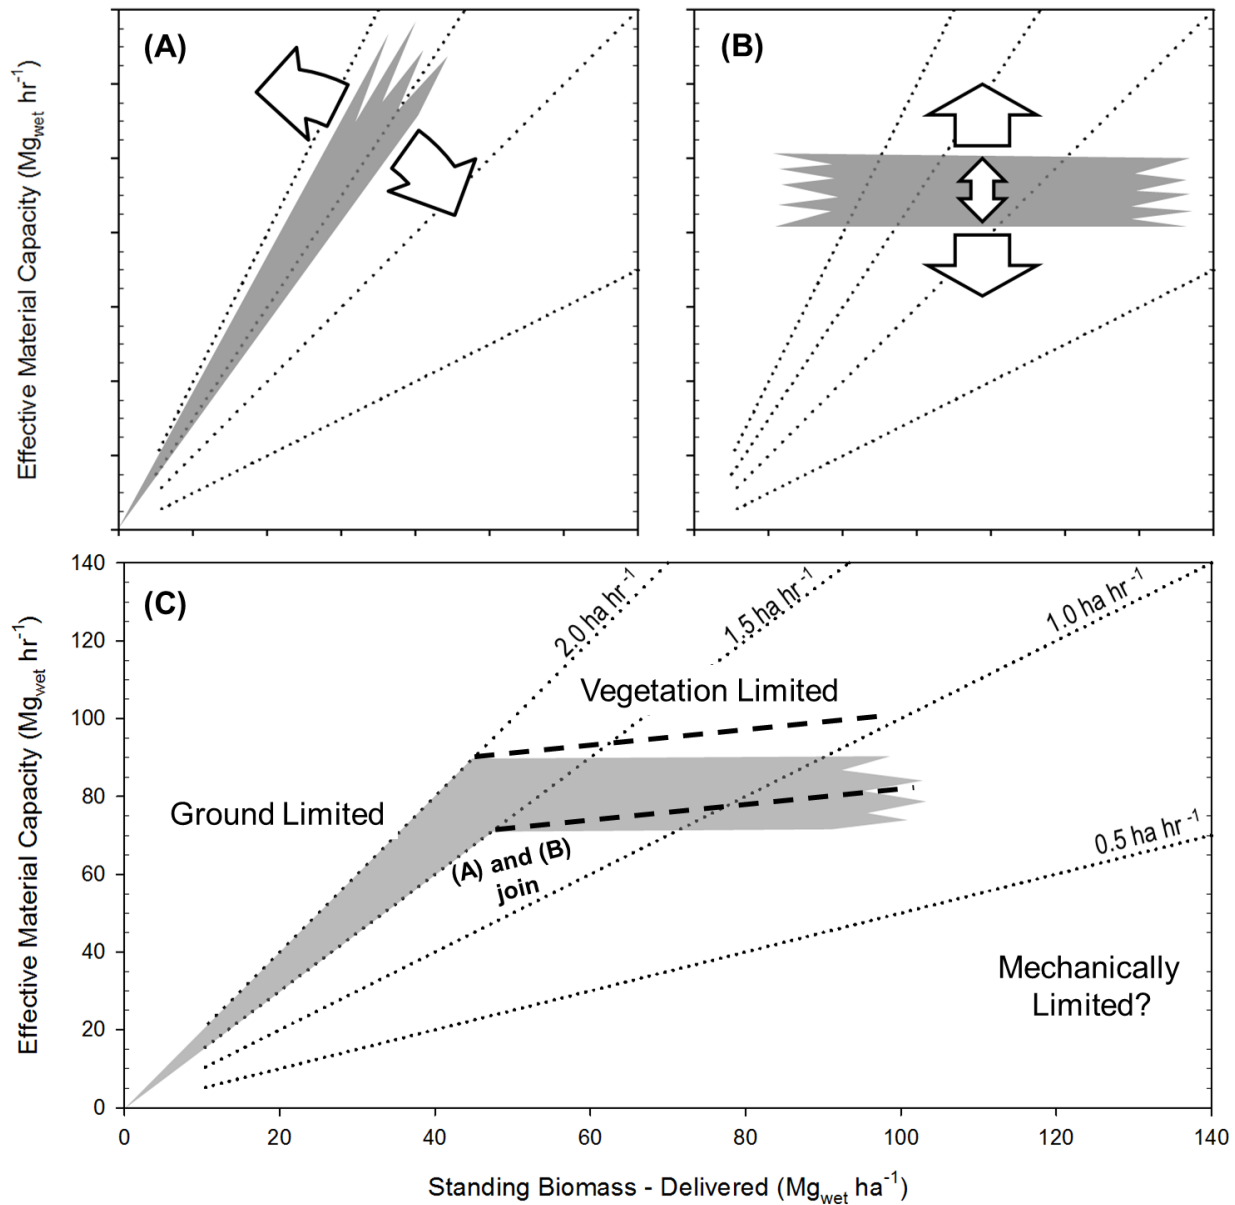 (A)
(B)
Effective Material Capacity (Mg_wet hr^-1)
(C)
140
120
100
80
60
40
20
0
Effective Material Capacity (Mg_wet hr^-1)
2.0 ha hr^-1
1.5 ha hr^-1
1.0 ha hr^-1
0.5 ha hr^-1
Vegetation Limited
Ground Limited
(A) and (B)
join
Mechanically
Limited?
0 20 40 60 80 100 120 140
Standing Biomass - Delivered (Mg_wet ha^-1)